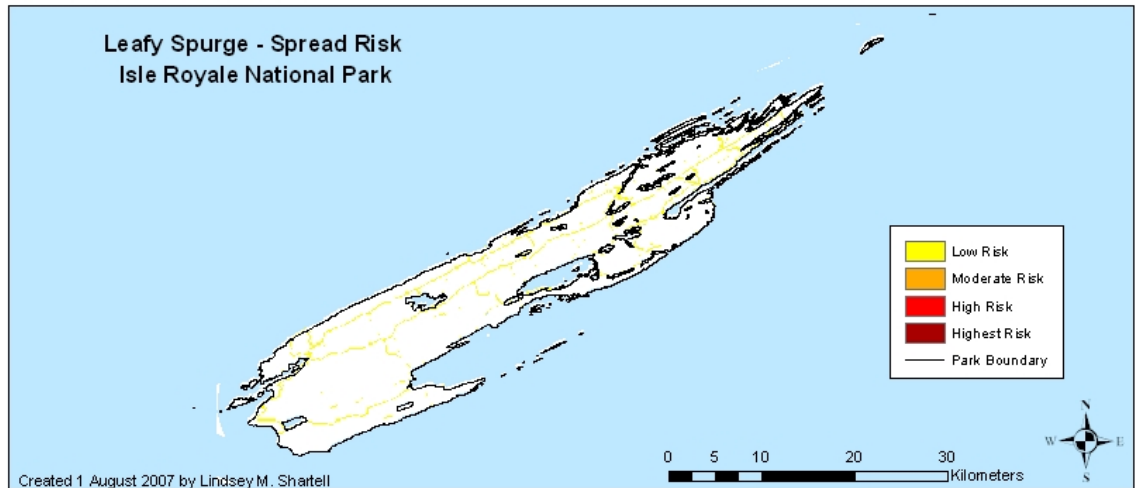 Leafy Spurge - Spread Risk
Isle Royale National Park
Low Risk
Moderate Risk
High Risk
Highest Risk
Park Boundary
N
W E
S
0 5 10 20 30
Kilometers
Created 1 August 2007 by Lindsey M. Shartell